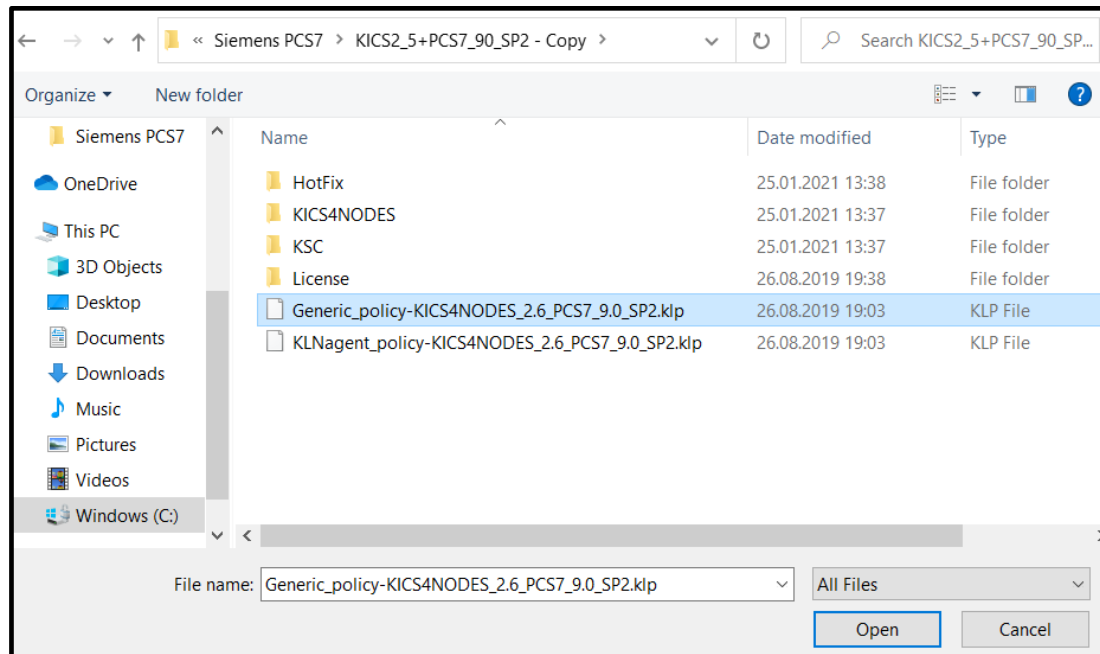 « Siemens PCS7 > KICS2_5+PCS7_90_SP2 - Copy >
Search KICS2_5+PCS7_90_SP...
Organize
New folder
?
Siemens PCS7
OneDrive
This PC
3D Objects
Desktop
Documents
Downloads
Music
Pictures
Videos
Windows (C:)
Name Date modified Type
HotFix 25.01.2021 13:38 File folder
KICS4NODES 25.01.2021 13:37 File folder
KSC 25.01.2021 13:37 File folder
License 26.08.2019 19:38 File folder
Generic_policy-KICS4NODES_2.6_PCS7_9.0_SP2.klp 26.08.2019 19:03 KLP File
KLNagent_policy-KICS4NODES_2.6_PCS7_9.0_SP2.klp 26.08.2019 19:03 KLP File
File name: Generic_policy-KICS4NODES_2.6_PCS7_9.0_SP2.klp
All Files
Open
Cancel